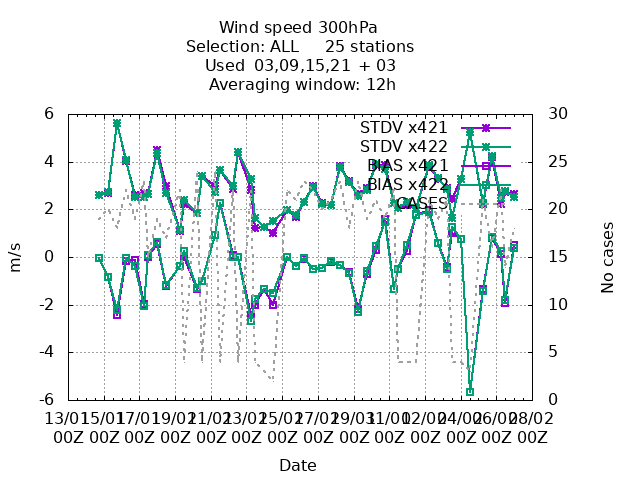 Wind speed 300hPa
Selection: ALL 25 stations
Used 03,09,15,21 + 03
Averaging window: 12h
6 30
STDV x421
STDV x422
4 25
BIAS x421
BIAS x422
CASES
2 20
m/s
0 15
No cases
-2 10
-4 5
-6 0
13/01 15/01 17/01 19/01 21/01 23/01 25/01 27/01 29/01 31/01 02/02 04/02 06/02 08/02
00Z 00Z 00Z 00Z 00Z 00Z 00Z 00Z 00Z 00Z 00Z 00Z 00Z 00Z
Date